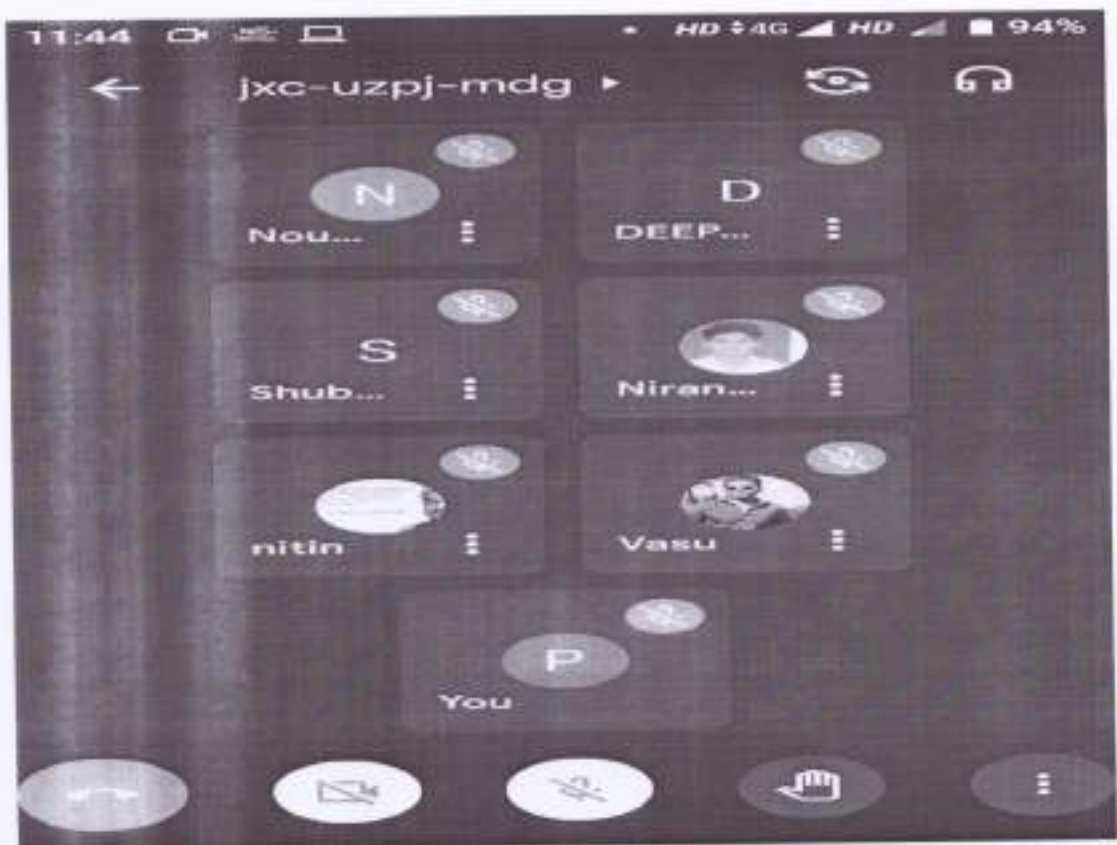 11:44 HD 4G HD 94%
jxc-uzpj-mdg
N D
Nou... DEEP...
S
Shub... Niran...
nitin Vasu
P
You